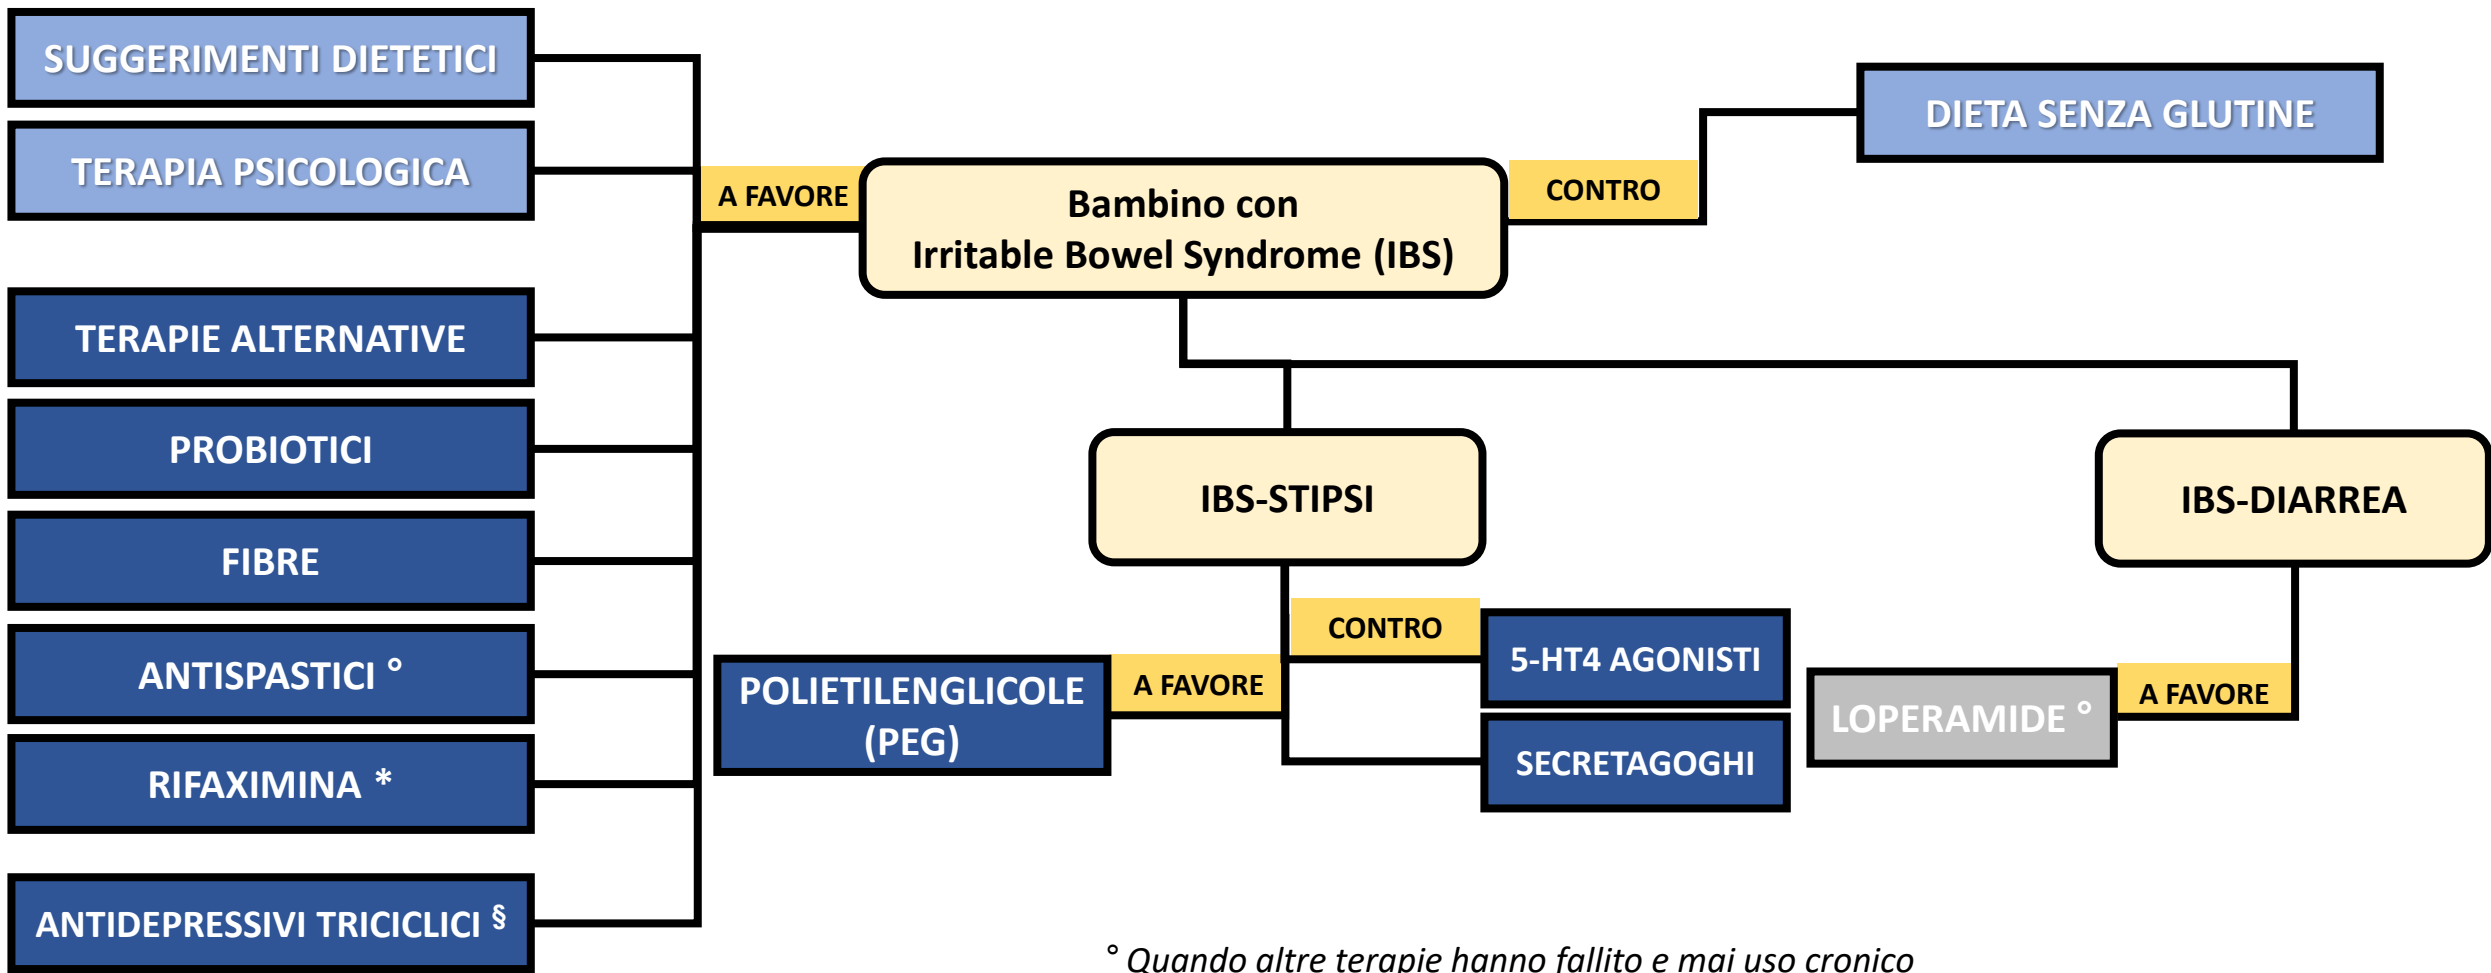 SUGGERIMENTI DIETETICI
TERAPIA PSICOLOGICA
TERAPIE ALTERNATIVE
PROBIOTICI
FIBRE
ANTISPASTICI °
RIFAXIMINA *
ANTIDEPRESSIVI TRICICLICI §
A FAVORE
Bambino con
Irritable Bowel Syndrome (IBS)
CONTRO
DIETA SENZA GLUTINE
IBS-STIPSI
IBS-DIARREA
CONTRO
5-HT4 AGONISTI
SECRETAGOGHI
A FAVORE
POLIETILENGLICOLE
(PEG)
A FAVORE
LOPERAMIDE °
° Quando altre terapie hanno fallito e mai uso cronico